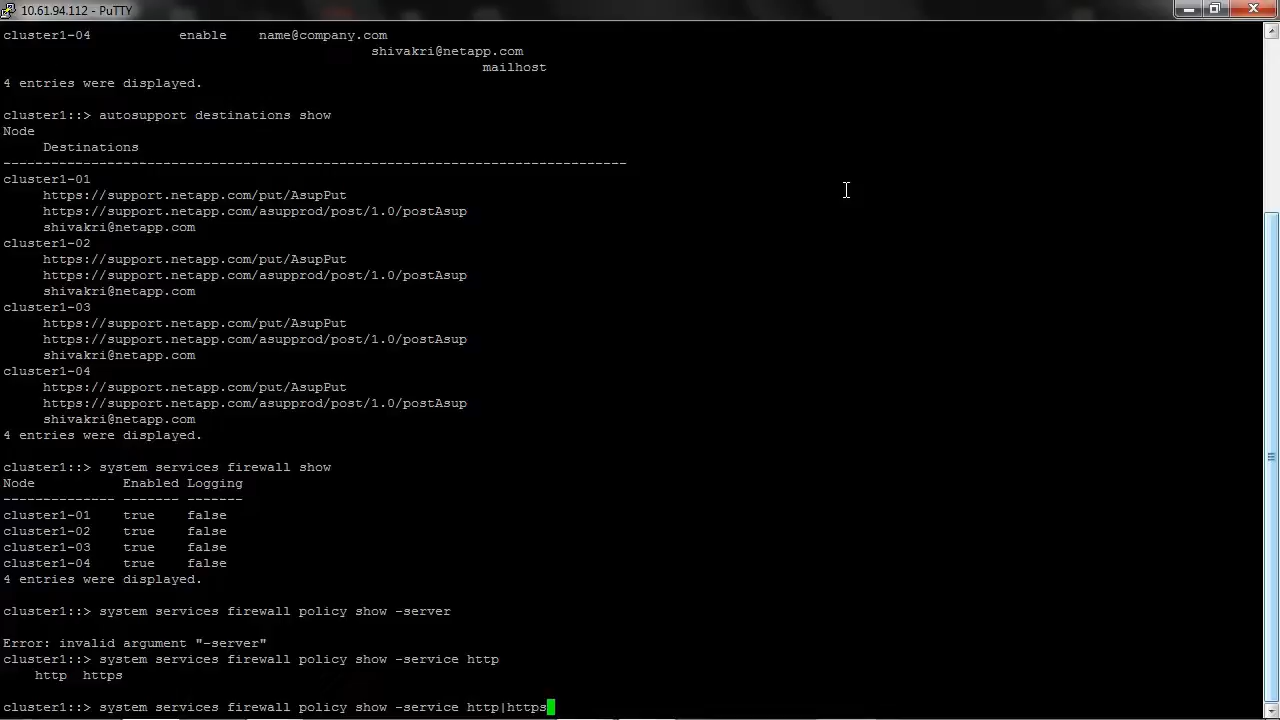 10.61.94.112 - PuTTY
cluster1-04 enable name@company.com
shivakri@netapp.com
mailhost
4 entries were displayed.
cluster1::> autosupport destinations show
Node
Destinations
------------------------------------------------------------------------------
cluster1-01
https://support.netapp.com/put/AsupPut
https://support.netapp.com/asupprod/post/1.0/postAsup
shivakri@netapp.com
cluster1-02
https://support.netapp.com/put/AsupPut
https://support.netapp.com/asupprod/post/1.0/postAsup
shivakri@netapp.com
cluster1-03
https://support.netapp.com/put/AsupPut
https://support.netapp.com/asupprod/post/1.0/postAsup
shivakri@netapp.com
cluster1-04
https://support.netapp.com/put/AsupPut
https://support.netapp.com/asupprod/post/1.0/postAsup
shivakri@netapp.com
4 entries were displayed.
cluster1::> system services firewall show
Node Enabled Logging
-------------- ------- -------
cluster1-01 true false
cluster1-02 true false
cluster1-03 true false
cluster1-04 true false
4 entries were displayed.
cluster1::> system services firewall policy show -server
Error: invalid argument "-server"
cluster1::> system services firewall policy show -service http
http https
cluster1::> system services firewall policy show -service http|https